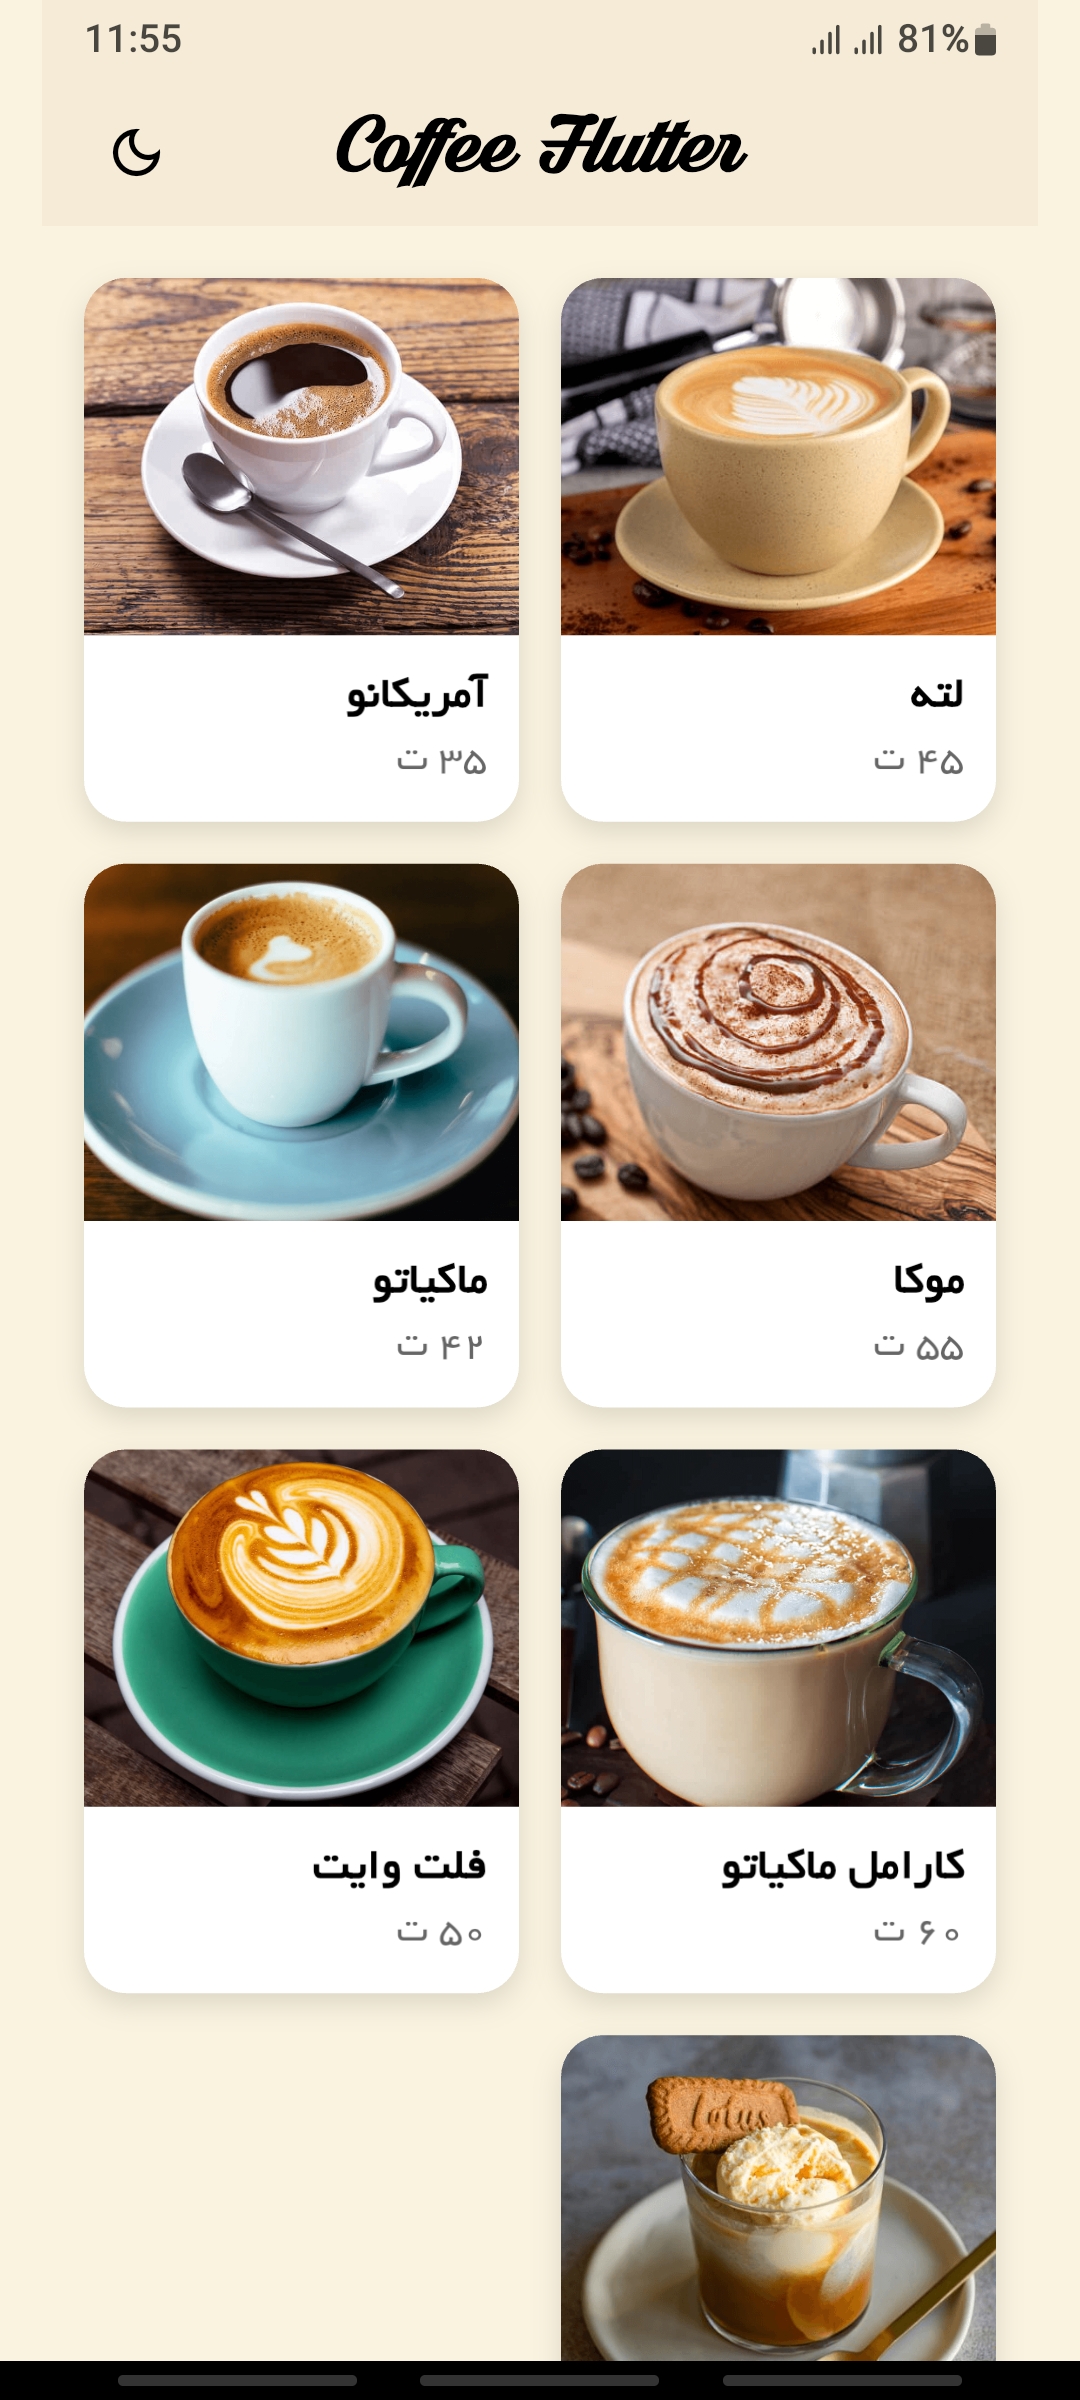 11:55
81%
Coffee Flutter
لته
۴۵ ت
آمریکانو
۳۵ ت
موکا
۵۵ ت
ماکیاتو
۴۲ ت
کارامل ماکیاتو
۶۰ ت
فلت وایت
۵۰ ت
lotus